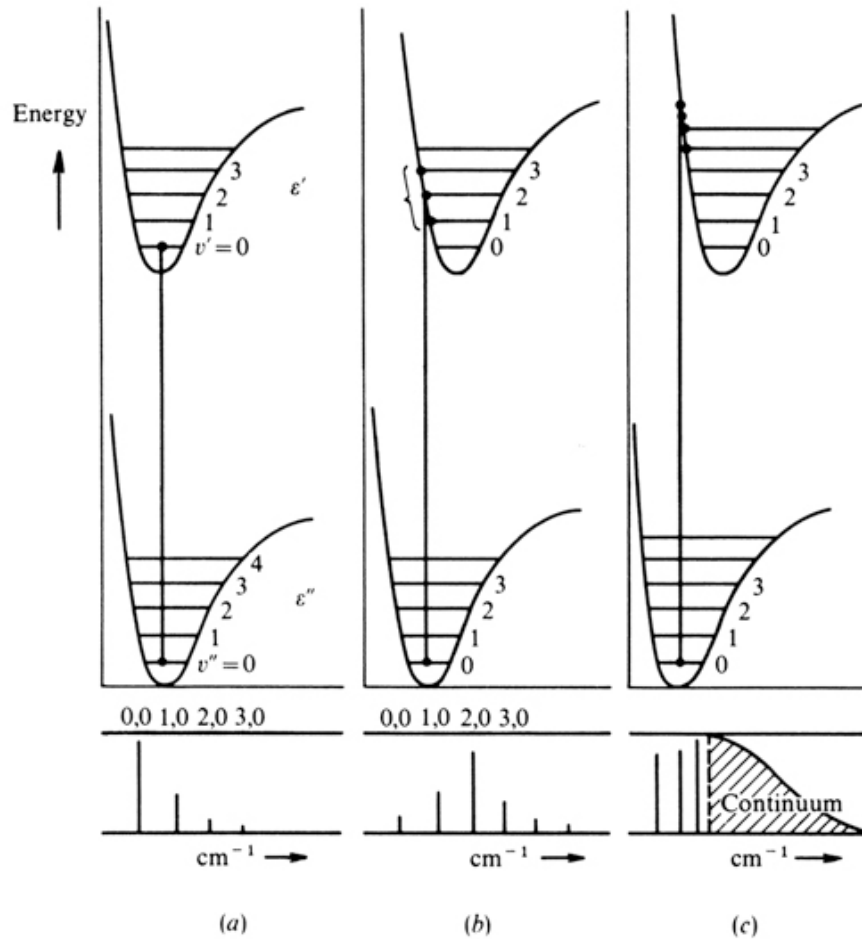 Energy
ε′
3
2
1
v′ = 0
3
2
1
0
3
2
1
0
4
3
2
1
v″ = 0
ε″
3
2
1
0
3
2
1
0
0,0 1,0 2,0 3,0
0,0 1,0 2,0 3,0
Continuum
cm⁻¹
cm⁻¹
cm⁻¹
(a)
(b)
(c)